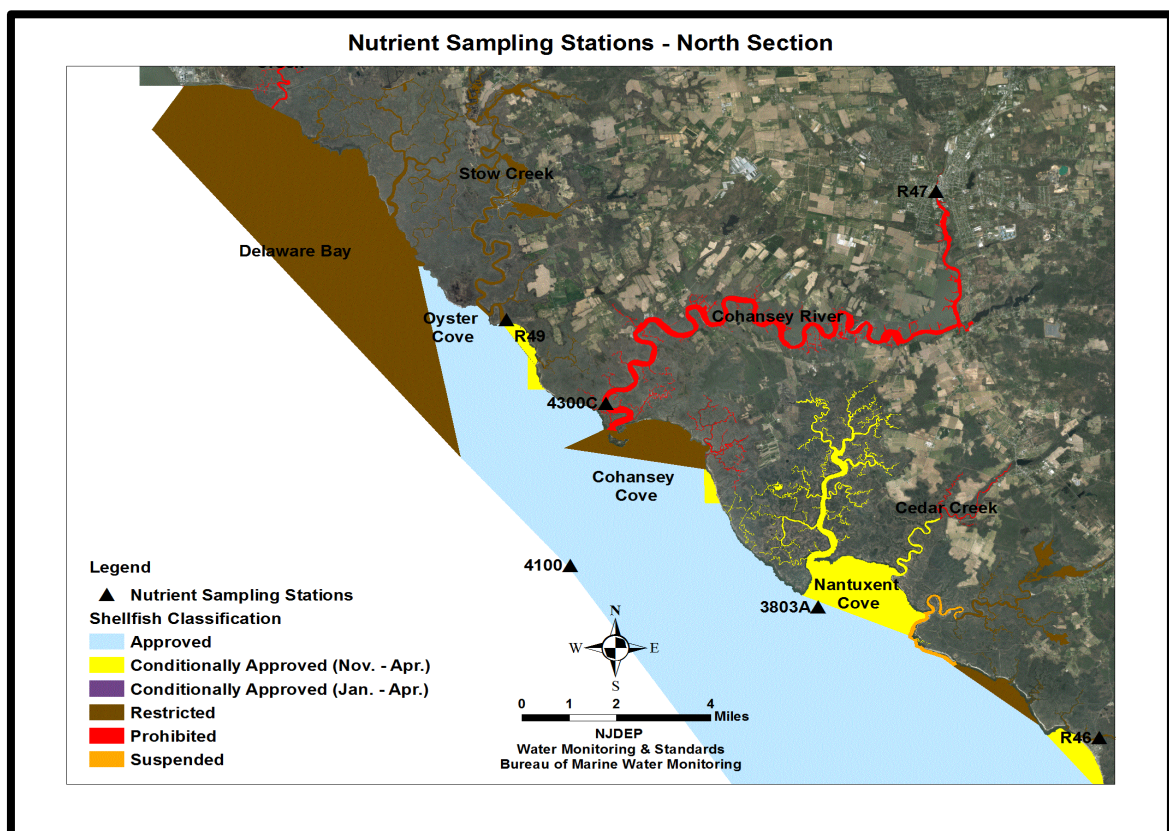 Nutrient Sampling Stations - North Section
Stow Creek
R47
Delaware Bay
Oyster
Cove
R49
Cohansey River
4300C
Cohansey
Cove
Cedar Creek
4100
Nantuxent
Cove
3803A
R46
Legend
Nutrient Sampling Stations
Shellfish Classification
Approved
Conditionally Approved (Nov. - Apr.)
Conditionally Approved (Jan. - Apr.)
Restricted
Prohibited
Suspended
N
W E
S
0 1 2 4
Miles
NJDEP
Water Monitoring & Standards
Bureau of Marine Water Monitoring